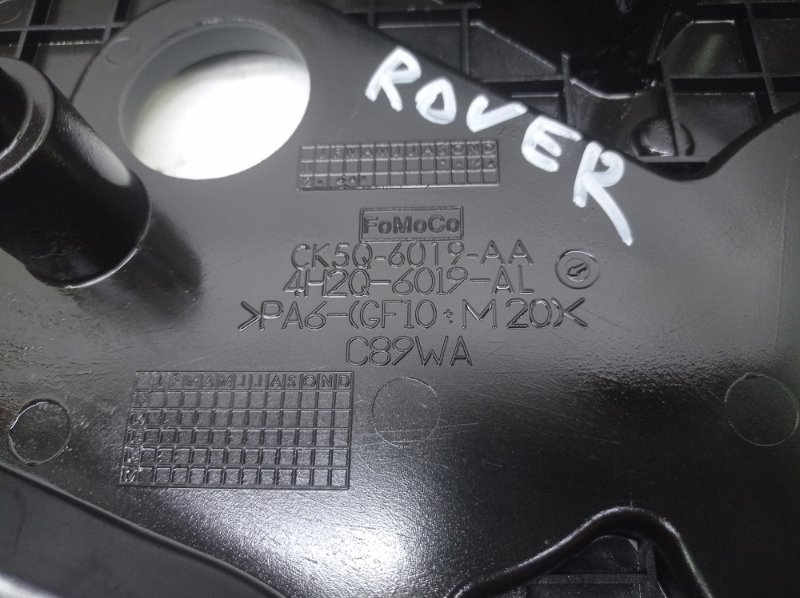 ROVER
J F M A M J J A S O N D
FoMoCo
CK5Q-6019-AA
4H2Q-6019-AL
>PA6-(GF10+M20)<
C89WA
J F M A M J J A S O N D